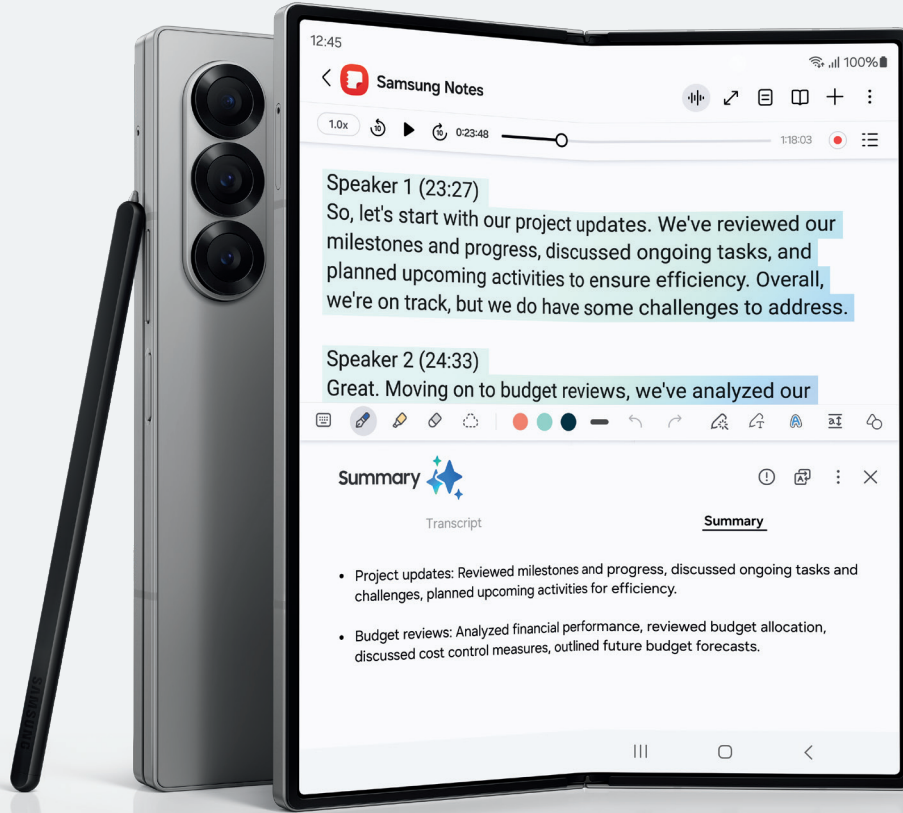 12:45
100%
Samsung Notes
1.0x
10
10
0:23:48
1:18:03
Speaker 1 (23:27)
So, let's start with our project updates. We've reviewed our
milestones and progress, discussed ongoing tasks, and
planned upcoming activities to ensure efficiency. Overall,
we're on track, but we do have some challenges to address.
Speaker 2 (24:33)
Great. Moving on to budget reviews, we've analyzed our
Summary
Transcript
Summary
• Project updates: Reviewed milestones and progress, discussed ongoing tasks and
challenges, planned upcoming activities for efficiency.
• Budget reviews: Analyzed financial performance, reviewed budget allocation,
discussed cost control measures, outlined future budget forecasts.
SAMSUNG